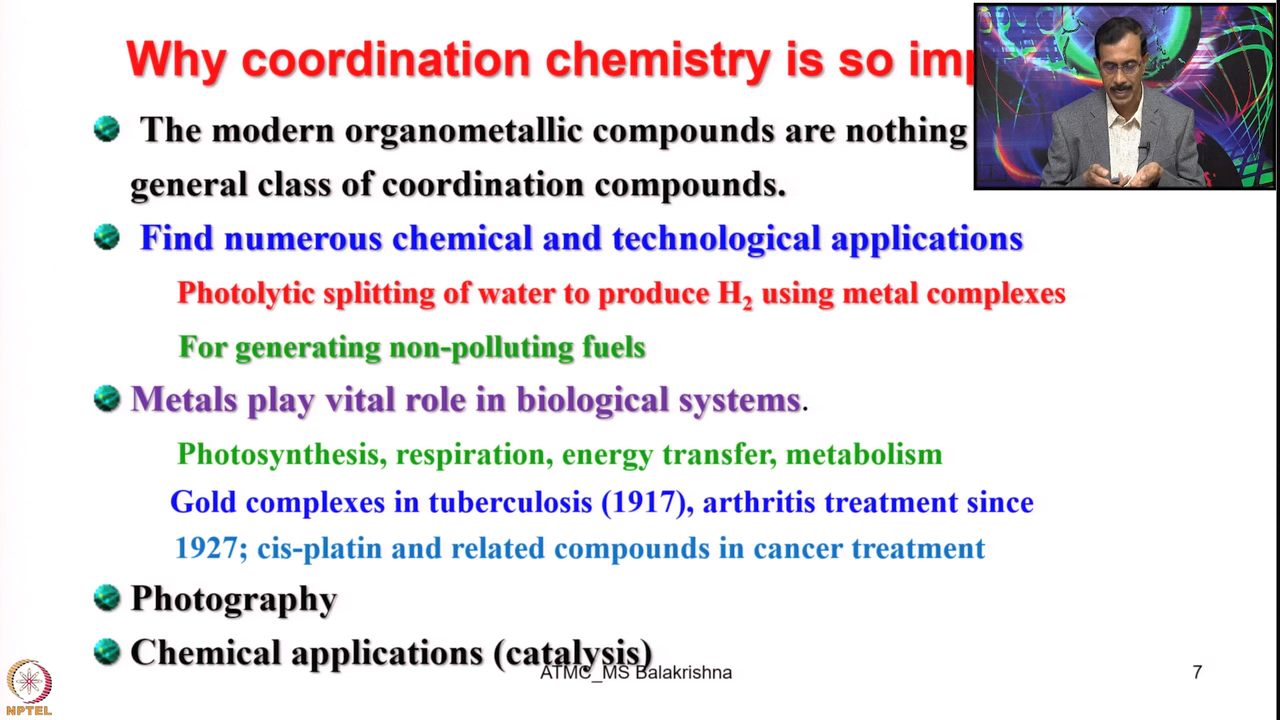 Why coordination chemistry is so imp
The modern organometallic compounds are nothing
general class of coordination compounds.
Find numerous chemical and technological applications
Photolytic splitting of water to produce H₂ using metal complexes
For generating non-polluting fuels
Metals play vital role in biological systems.
Photosynthesis, respiration, energy transfer, metabolism
Gold complexes in tuberculosis (1917), arthritis treatment since
1927; cis-platin and related compounds in cancer treatment
Photography
Chemical applications (catalysis)
ATMC_MS Balakrishna
7
NPTEL